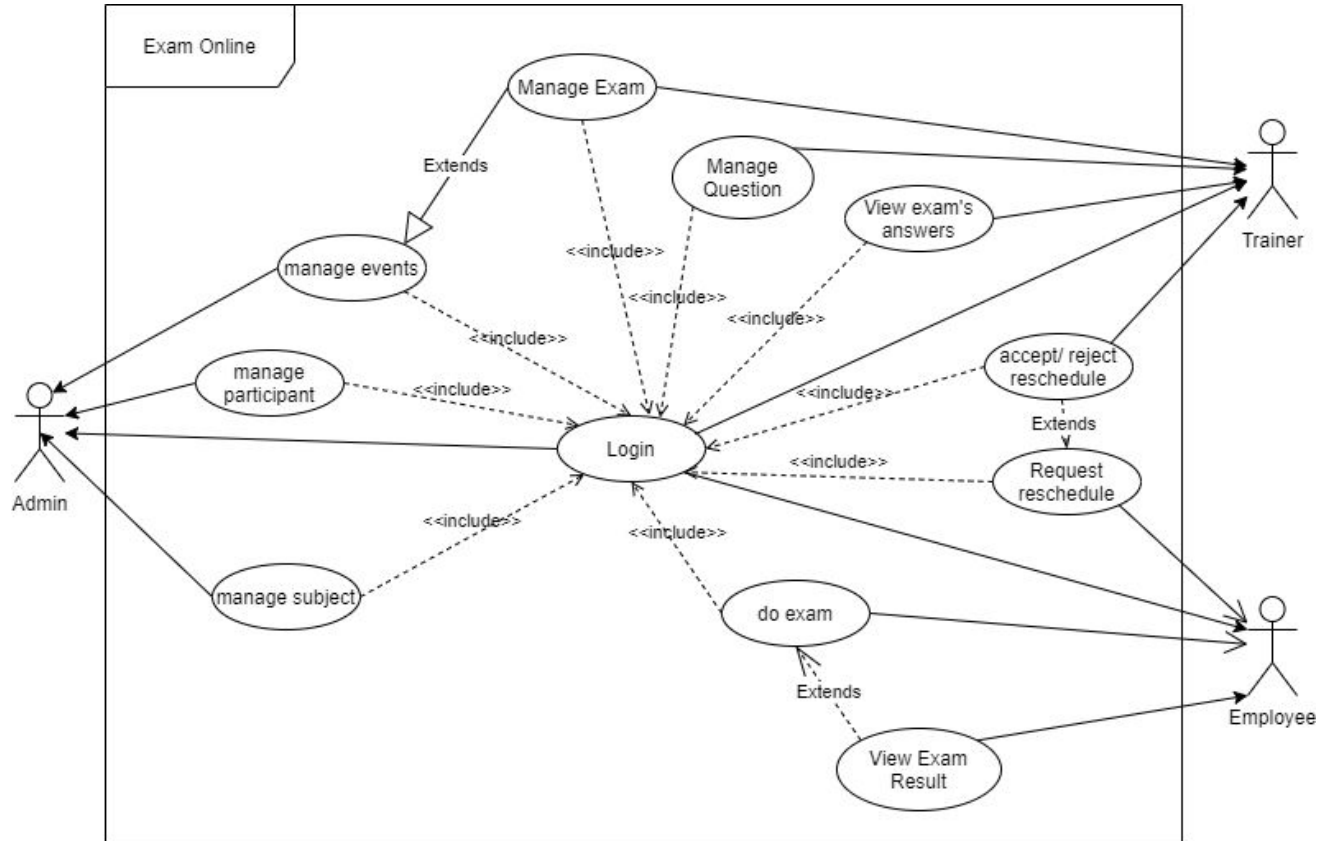 Exam Online
Manage Exam
Extends
Manage
Question
View exam's
answers
Trainer
<<include>>
manage events
<<include>>
<<include>>
<<include>>
accept/ reject
reschedule
manage
participant
<<include>>
<<include>>
Extends
Login
<<include>>
Request
reschedule
Admin
<<include>>
<<include>>
manage subject
do exam
Extends
Employee
View Exam
Result